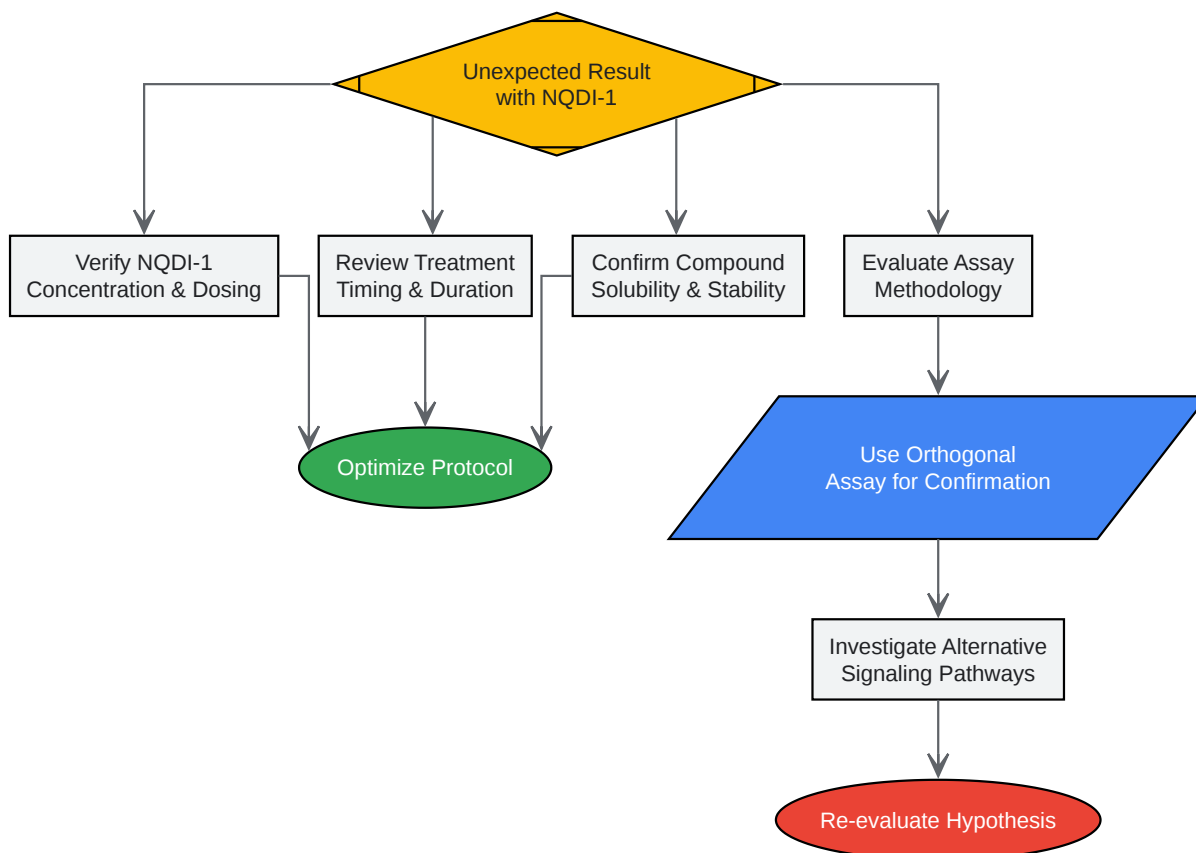 Unexpected Result
with NQDI-1
Verify NQDI-1
Concentration & Dosing
Review Treatment
Timing & Duration
Confirm Compound
Solubility & Stability
Evaluate Assay
Methodology
Optimize Protocol
Use Orthogonal
Assay for Confirmation
Investigate Alternative
Signaling Pathways
Re-evaluate Hypothesis